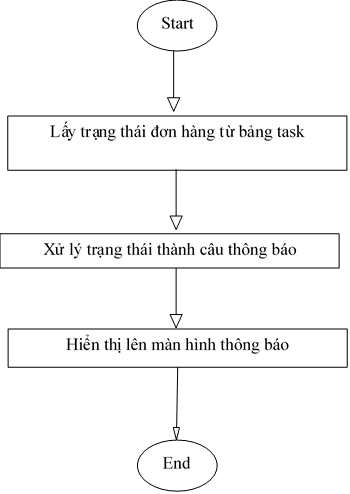 Start
Lấy trạng thái đơn hàng từ bảng task
Xử lý trạng thái thành câu thông báo
Hiển thị lên màn hình thông báo
End